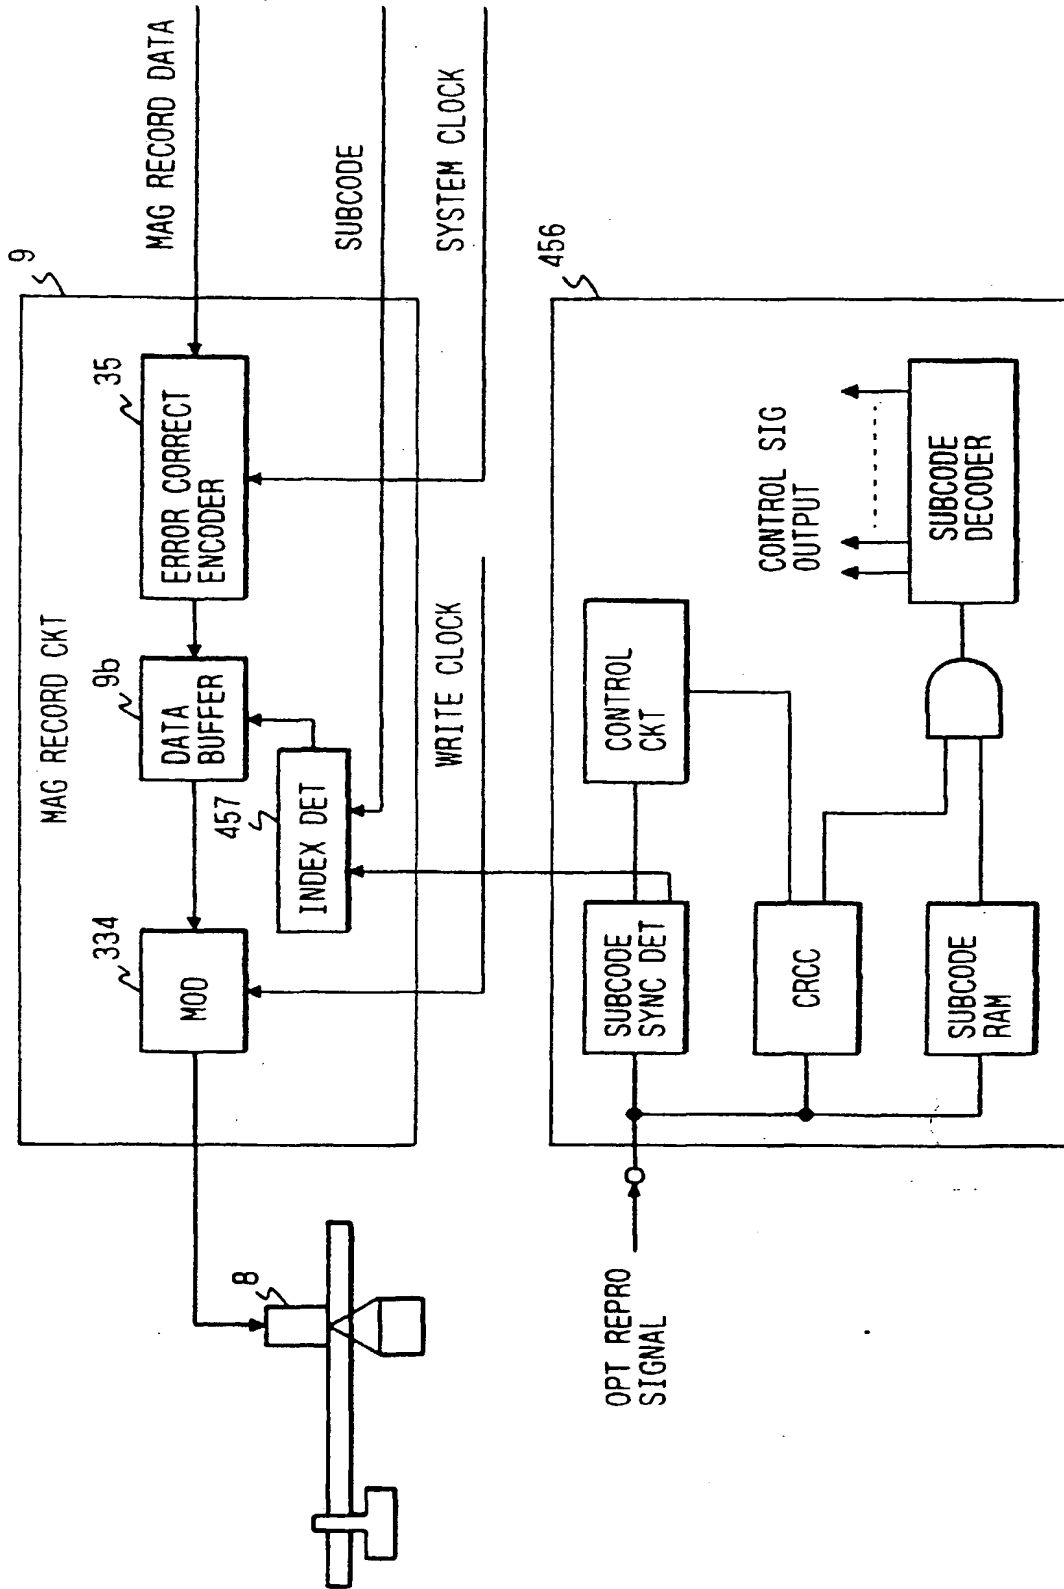 MAG RECORD CKT
9
334
MOD
9b
DATA
BUFFER
35
ERROR CORRECT
ENCODER
MAG RECORD DATA
457
INDEX DET
SUBCODE
WRITE CLOCK
SYSTEM CLOCK
8
OPT REPRO
SIGNAL
456
SUBCODE
SYNC DET
CONTROL
CKT
CONTROL SIG
OUTPUT
CRCC
SUBCODE
RAM
SUBCODE
DECODER